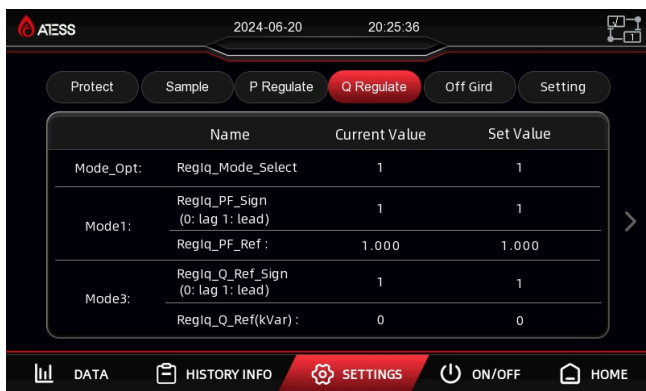 ATESS 2024-06-20 20:25:36
1
Protect Sample P Regulate Q Regulate Off Gird Setting
Name Current Value Set Value
Mode_Opt: RegIq_Mode_Select 1 1
RegIq_PF_Sign
(0: lag 1: lead) 1 1
Mode1:
RegIq_PF_Ref : 1.000 1.000
RegIq_Q_Ref_Sign
(0: lag 1: lead) 1 1
Mode3:
RegIq_Q_Ref(kVar) : 0 0
DATA HISTORY INFO SETTINGS ON/OFF HOME